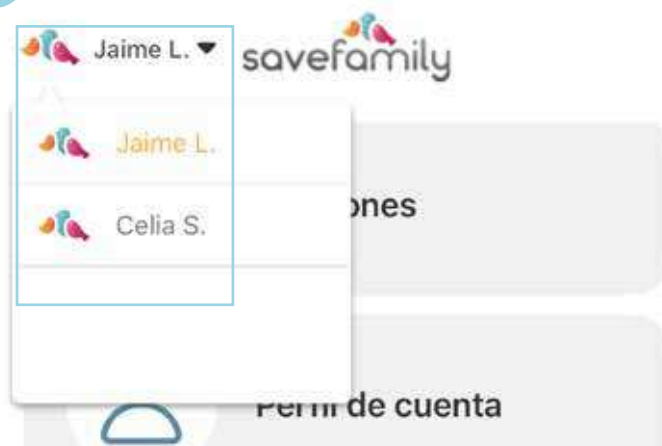 Jaime L.
savefamily
Jaime L.
Celia S.
ones
Perfil de cuenta